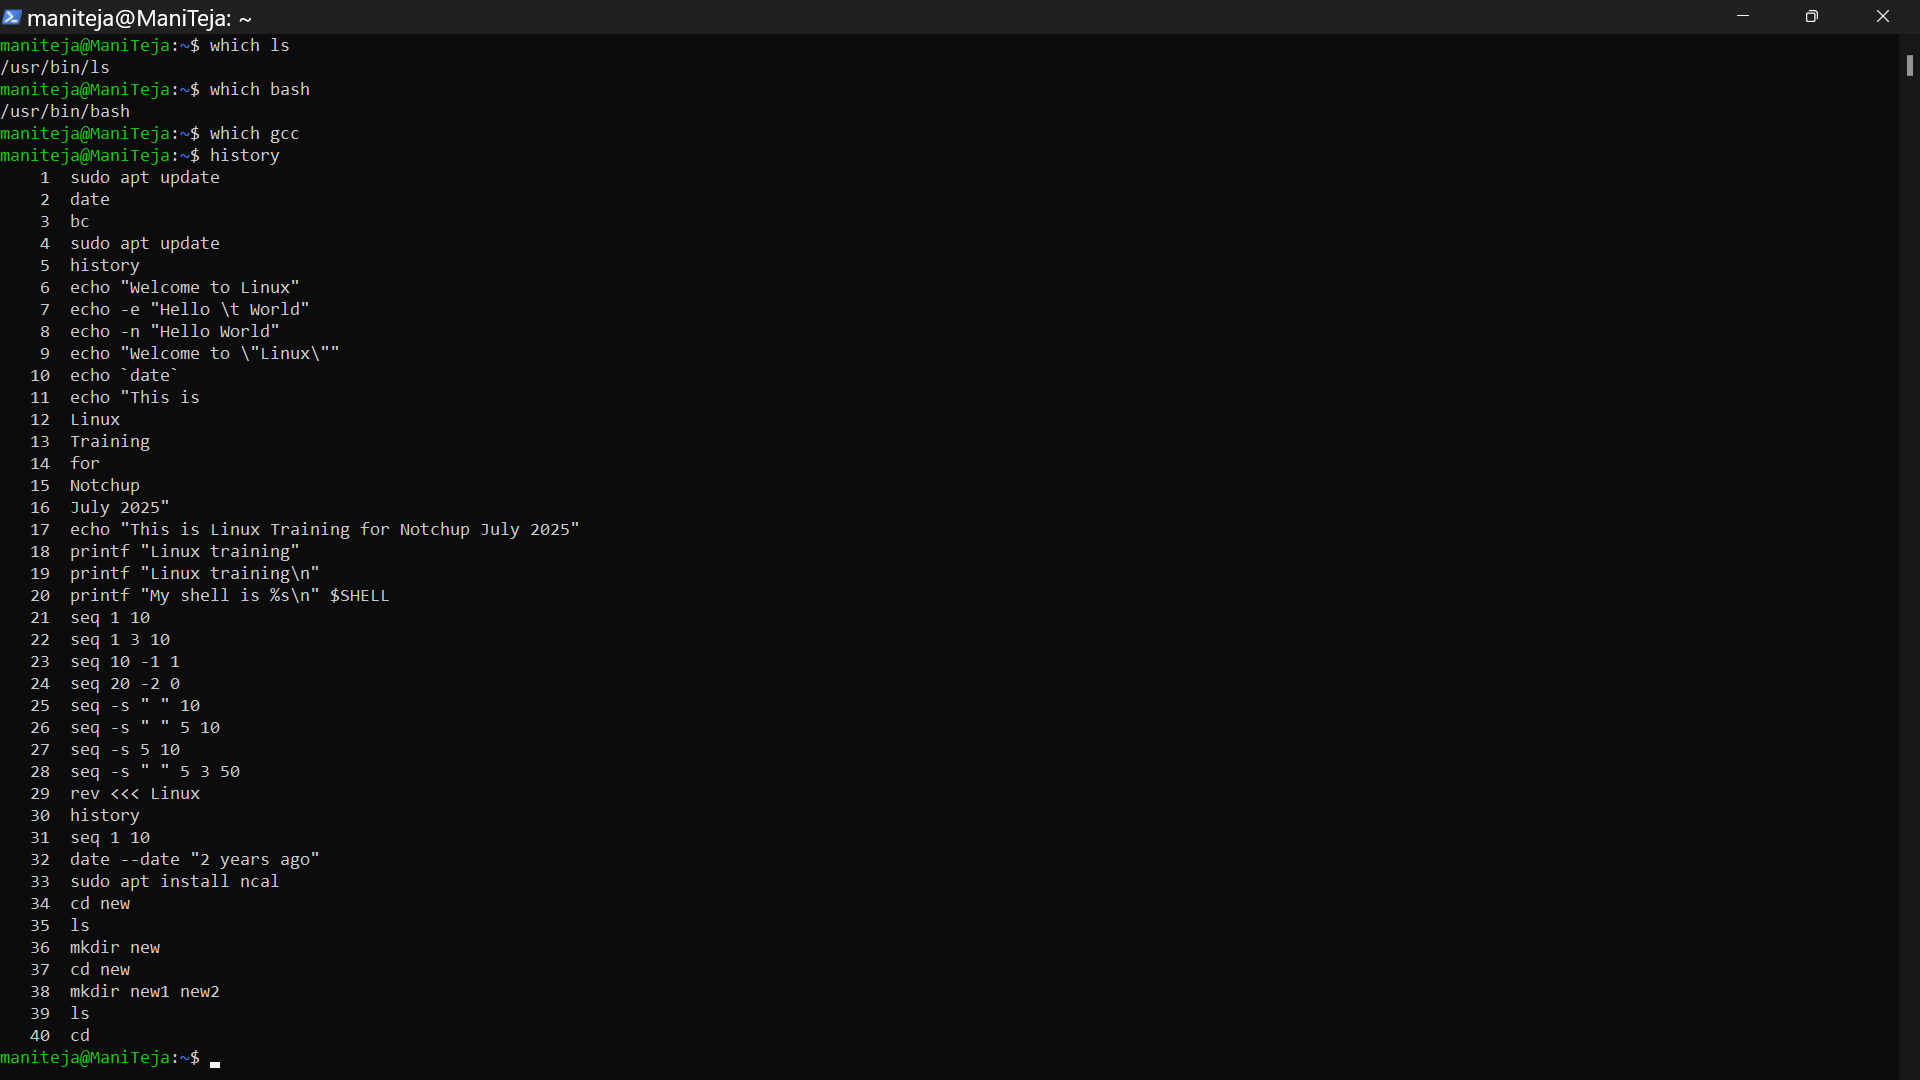 maniteja@ManiTeja: ~
maniteja@ManiTeja:~$ which ls
/usr/bin/ls
maniteja@ManiTeja:~$ which bash
/usr/bin/bash
maniteja@ManiTeja:~$ which gcc
maniteja@ManiTeja:~$ history
    1  sudo apt update
    2  date
    3  bc
    4  sudo apt update
    5  history
    6  echo "Welcome to Linux"
    7  echo -e "Hello \t World"
    8  echo -n "Hello World"
    9  echo "Welcome to \"Linux\""
   10  echo `date`
   11  echo "This is
   12  Linux
   13  Training
   14  for
   15  Notchup
   16  July 2025"
   17  echo "This is Linux Training for Notchup July 2025"
   18  printf "Linux training"
   19  printf "Linux training\n"
   20  printf "My shell is %s\n" $SHELL
   21  seq 1 10
   22  seq 1 3 10
   23  seq 10 -1 1
   24  seq 20 -2 0
   25  seq -s " " 10
   26  seq -s " " 5 10
   27  seq -s 5 10
   28  seq -s " " 5 3 50
   29  rev <<< Linux
   30  history
   31  seq 1 10
   32  date --date "2 years ago"
   33  sudo apt install ncal
   34  cd new
   35  ls
   36  mkdir new
   37  cd new
   38  mkdir new1 new2
   39  ls
   40  cd
maniteja@ManiTeja:~$